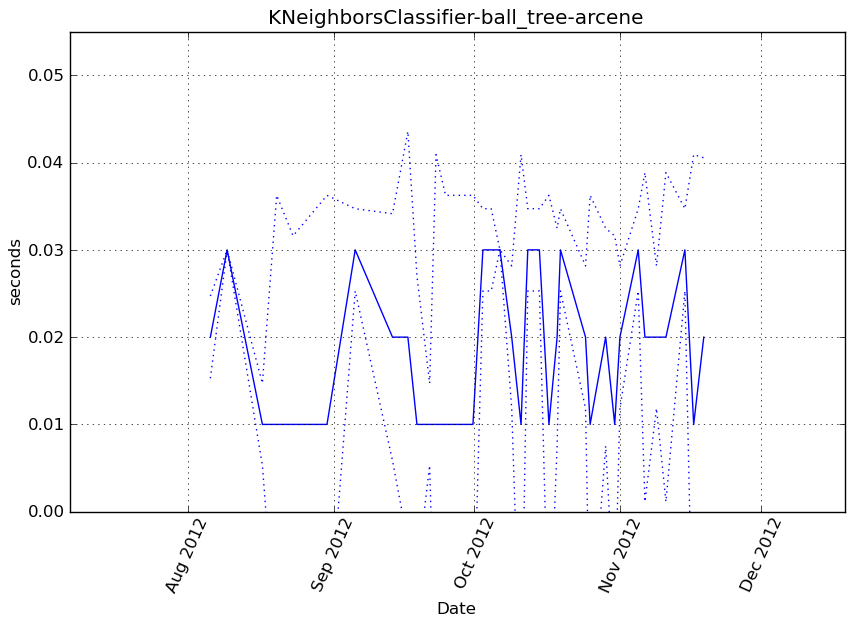 KNeighborsClassifier-ball_tree-arcene
0.05
0.04
0.03
0.02
0.01
0.00
seconds
Aug 2012
Sep 2012
Oct 2012
Nov 2012
Dec 2012
Date